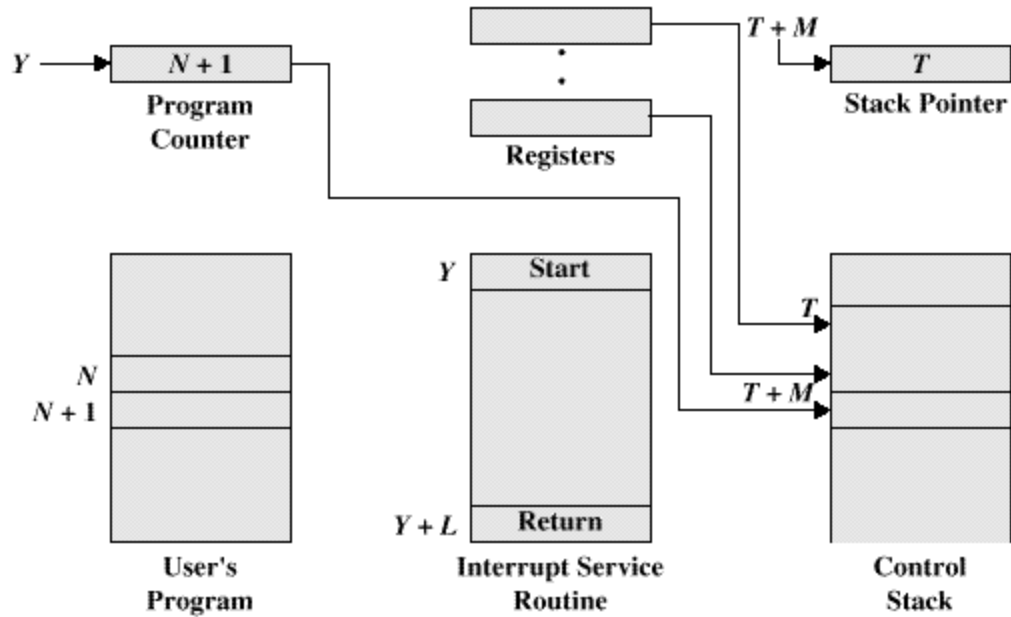 T + M
Y
N + 1
T
Program
Counter
Stack Pointer
Registers
Y
Start
T
N
T + M
N + 1
Y + L
Return
User's
Program
Interrupt Service
Routine
Control
Stack